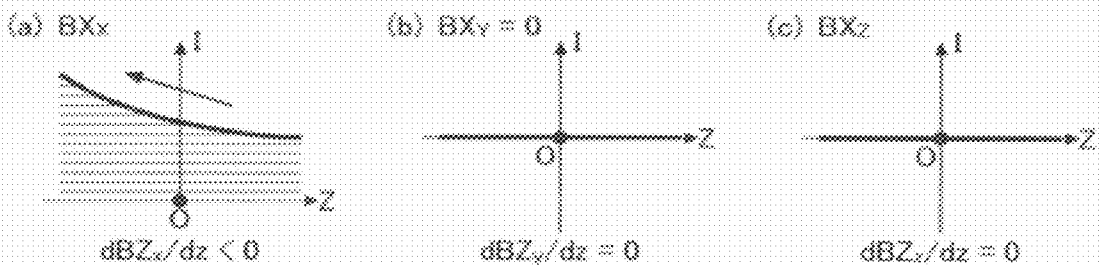 (a) BXx
(b) BXY = 0
(c) BXZ
I
I
I
Z
Z
Z
O
O
O
dBZx/dz < 0
dBZy/dz = 0
dBZz/dz = 0